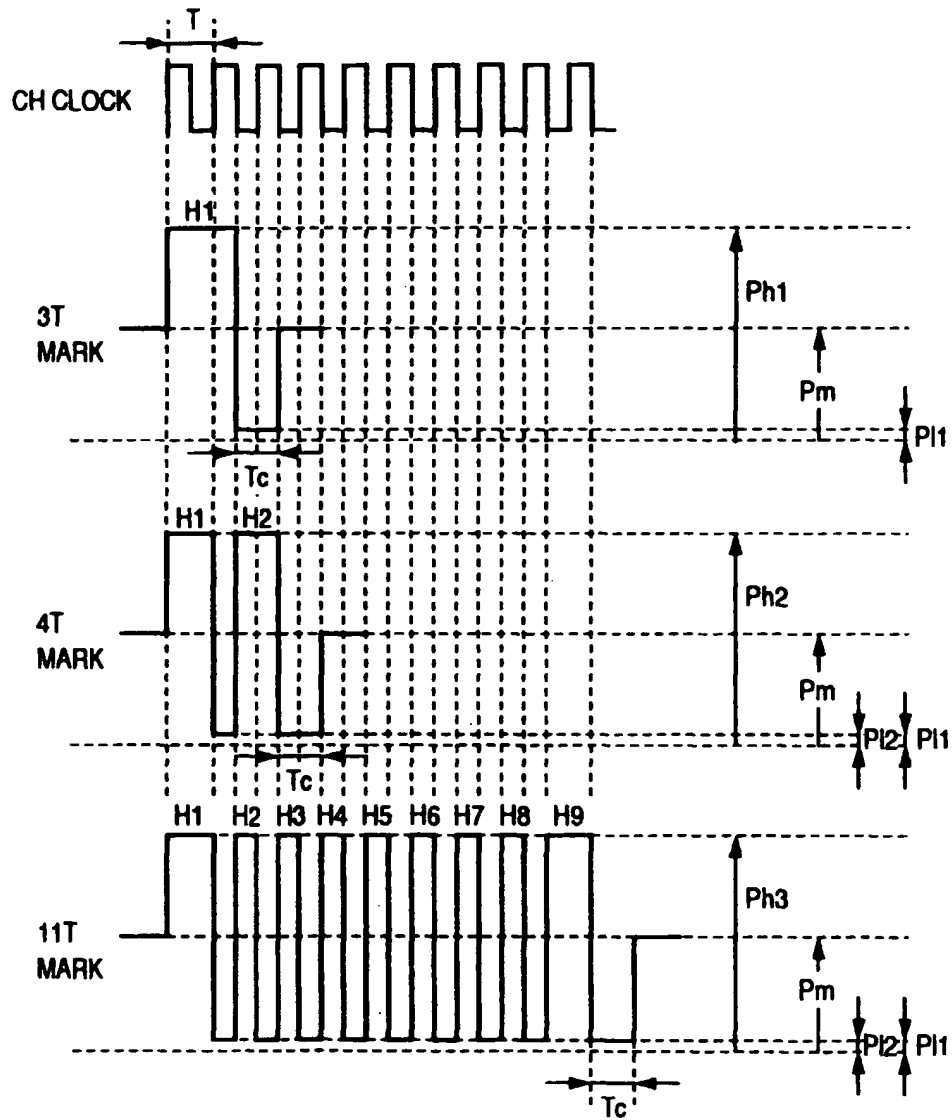 T
CH CLOCK
H1
3T
MARK
Ph1
Pm
Pl1
Tc
H1 H2
4T
MARK
Ph2
Pm
Pl2 Pl1
Tc
H1 H2 H3 H4 H5 H6 H7 H8 H9
11T
MARK
Ph3
Pm
Pl2 Pl1
Tc